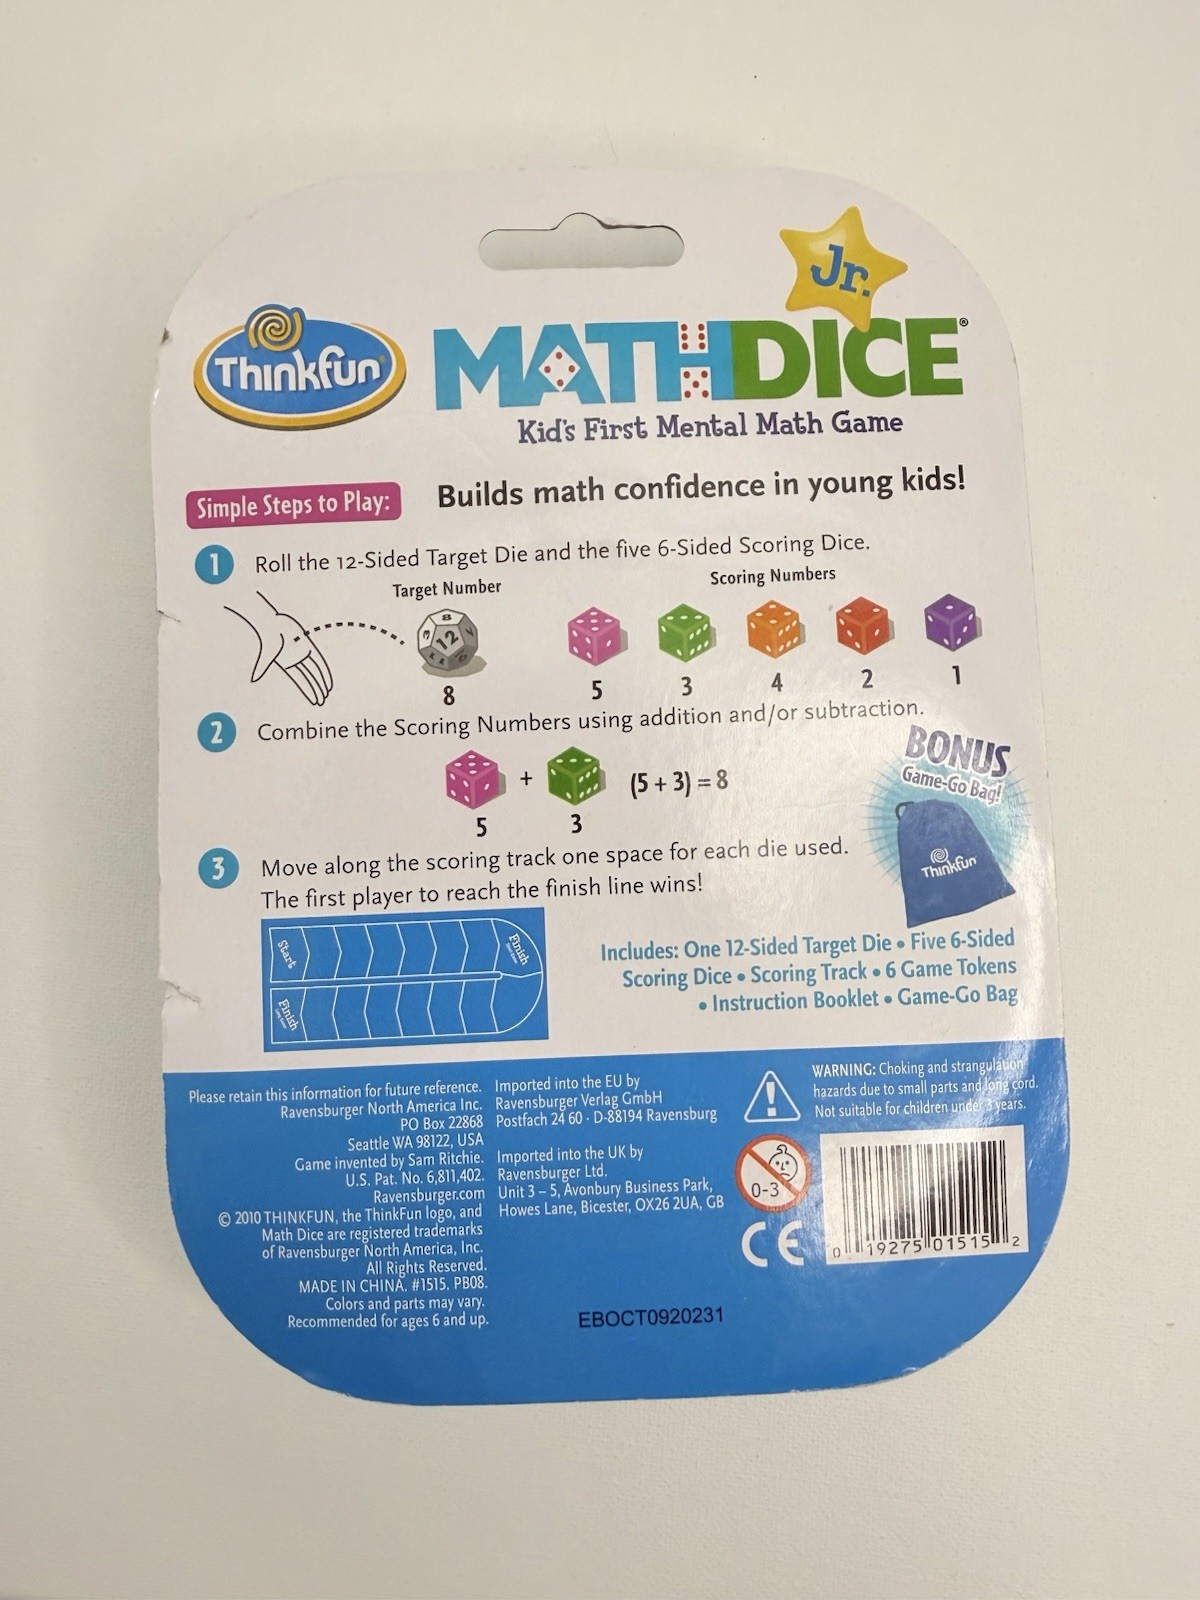 Jr.
Thinkfun
MATHDICE®
Kid's First Mental Math Game
Simple Steps to Play:
Builds math confidence in young kids!
1 Roll the 12-Sided Target Die and the five 6-Sided Scoring Dice.
Target Number
Scoring Numbers
8
12
8 5 3 4 2 1
2 Combine the Scoring Numbers using addition and/or subtraction.
+ (5 + 3) = 8
5 3
BONUS
Game-Go Bag!
Thinkfun
3 Move along the scoring track one space for each die used.
The first player to reach the finish line wins!
Start
Finish
Finish
Includes: One 12-Sided Target Die • Five 6-Sided
Scoring Dice • Scoring Track • 6 Game Tokens
• Instruction Booklet • Game-Go Bag
Please retain this information for future reference.
Ravensburger North America Inc.
PO Box 22868
Seattle WA 98122, USA
Game invented by Sam Ritchie.
U.S. Pat. No. 6,811,402.
Ravensburger.com
© 2010 THINKFUN, the ThinkFun logo, and
Math Dice are registered trademarks
of Ravensburger North America, Inc.
All Rights Reserved.
MADE IN CHINA. #1515. PB08.
Colors and parts may vary.
Recommended for ages 6 and up.
Imported into the EU by
Ravensburger Verlag GmbH
Postfach 24 60 · D-88194 Ravensburg
Imported into the UK by
Ravensburger Ltd.
Unit 3 – 5, Avonbury Business Park,
Howes Lane, Bicester, OX26 2UA, GB
EBOCT0920231
WARNING: Choking and strangulation
hazards due to small parts and long cord.
Not suitable for children under 3 years.
0-3
CE
0 19275 01515 2